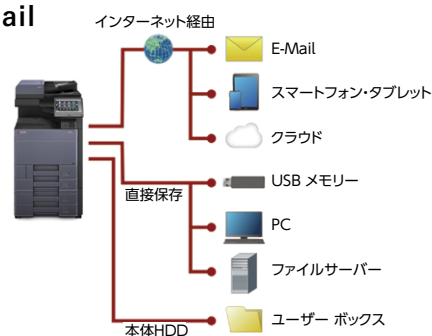 ail
インターネット経由
E-Mail
スマートフォン・タブレット
クラウド
USB メモリー
直接保存
PC
ファイルサーバー
ユーザー ボックス
本体HDD